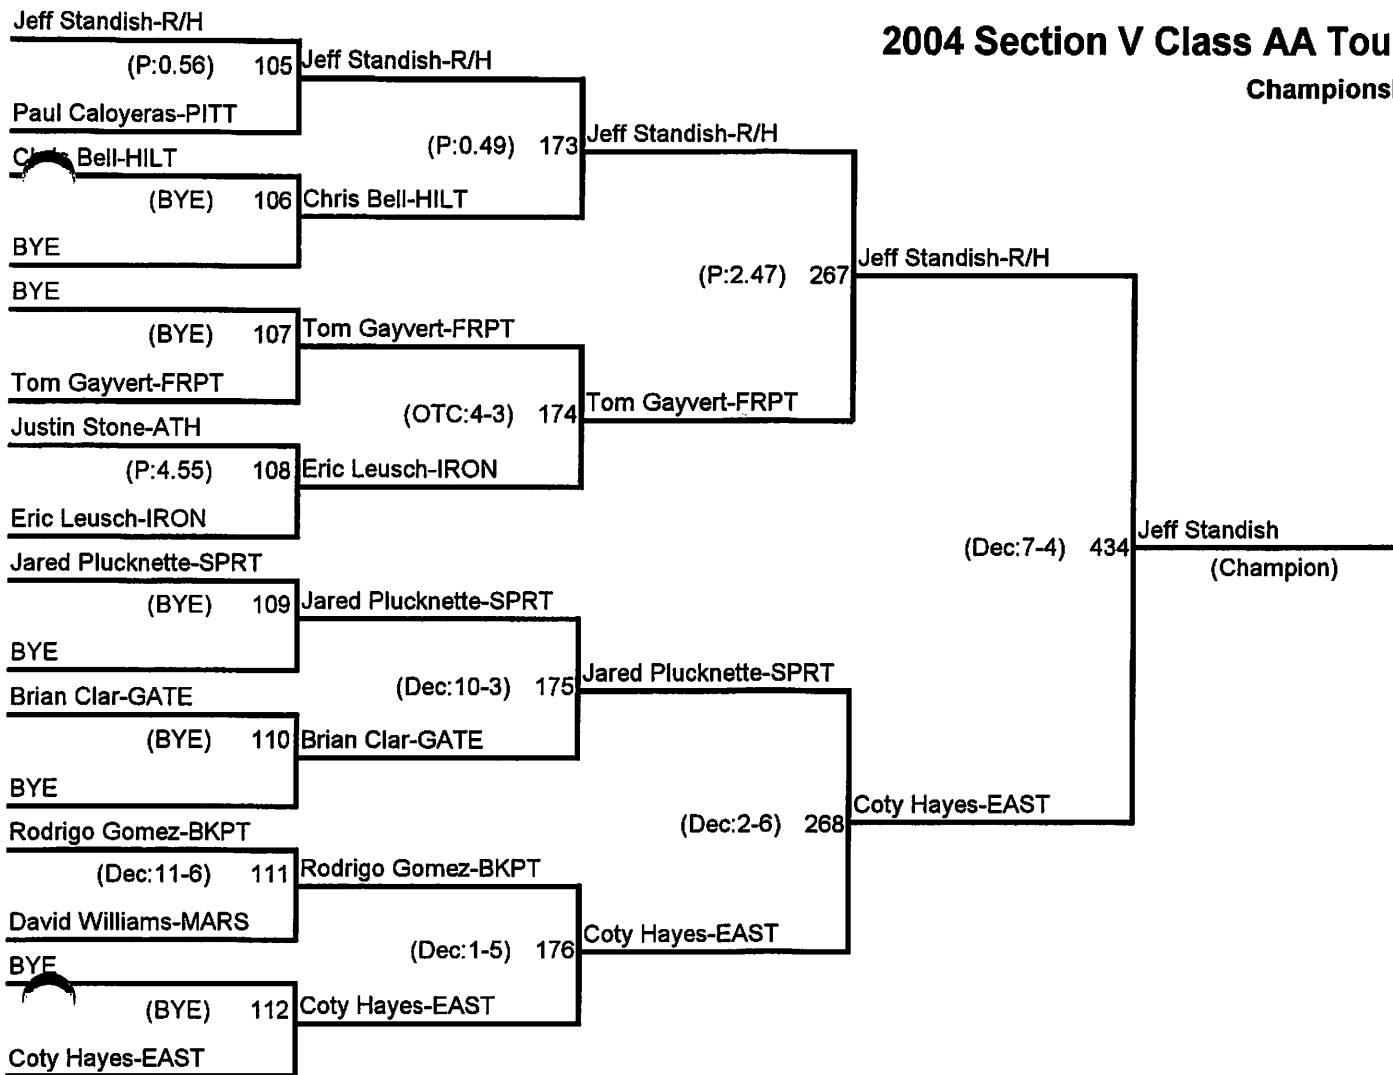 2004 Section V Class AA Tou
Championsl
Jeff Standish-R/H
(P:0.56) 105 Jeff Standish-R/H
Paul Caloyeras-PITT
(P:0.49) 173 Jeff Standish-R/H
Bell-HILT
(BYE) 106 Chris Bell-HILT
BYE
(P:2.47) 267 Jeff Standish-R/H
BYE
(BYE) 107 Tom Gayvert-FRPT
Tom Gayvert-FRPT
(OTC:4-3) 174 Tom Gayvert-FRPT
Justin Stone-ATH
(P:4.55) 108 Eric Leusch-IRON
Eric Leusch-IRON
(Dec:7-4) 434 Jeff Standish
(Champion)
Jared Plucknette-SPRT
(BYE) 109 Jared Plucknette-SPRT
BYE
(Dec:10-3) 175 Jared Plucknette-SPRT
Brian Clar-GATE
(BYE) 110 Brian Clar-GATE
BYE
(Dec:2-6) 268 Coty Hayes-EAST
Rodrigo Gomez-BKPT
(Dec:11-6) 111 Rodrigo Gomez-BKPT
David Williams-MARS
(Dec:1-5) 176 Coty Hayes-EAST
BYE
(BYE) 112 Coty Hayes-EAST
Coty Hayes-EAST